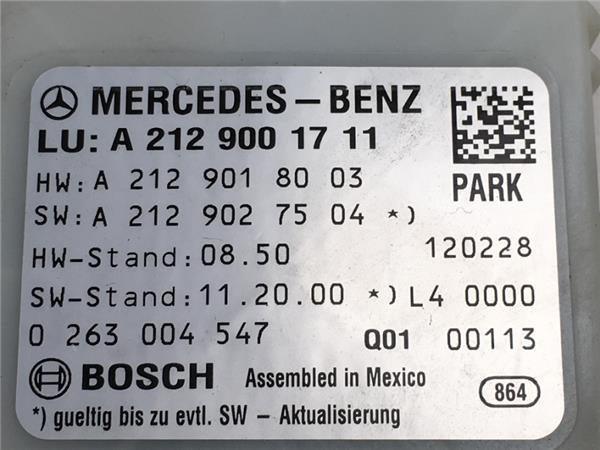 MERCEDES-BENZ
LU: A 212 900 17 11
HW: A 212 901 80 03
PARK
SW: A 212 902 75 04 *)
HW-Stand: 08.50 120228
SW-Stand: 11.20.00 *) L4 0000
0 263 004 547 Q01 00113
BOSCH Assembled in Mexico 864
*) gueltig bis zu evtl. SW - Aktualisierung